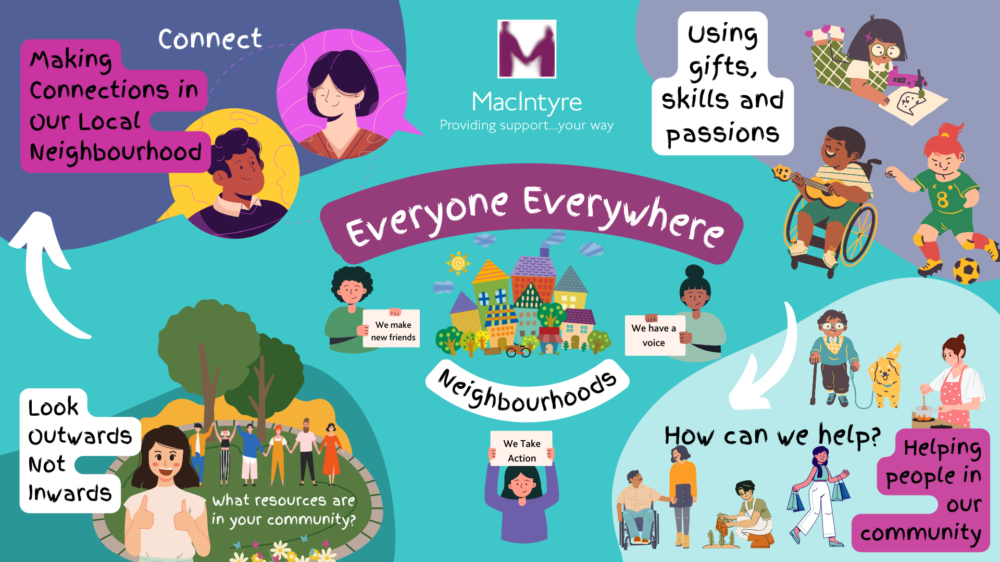 Connect
Making
Connections in
Our Local
Neighbourhood
MacIntyre
Providing support...your way
Using
gifts,
skills and
passions
8
Everyone Everywhere
We make
new friends
We have a
voice
Neighbourhoods
We Take
Action
Look
Outwards
Not
Inwards
What resources are
in your community?
How can we help?
Helping
people in
our
community